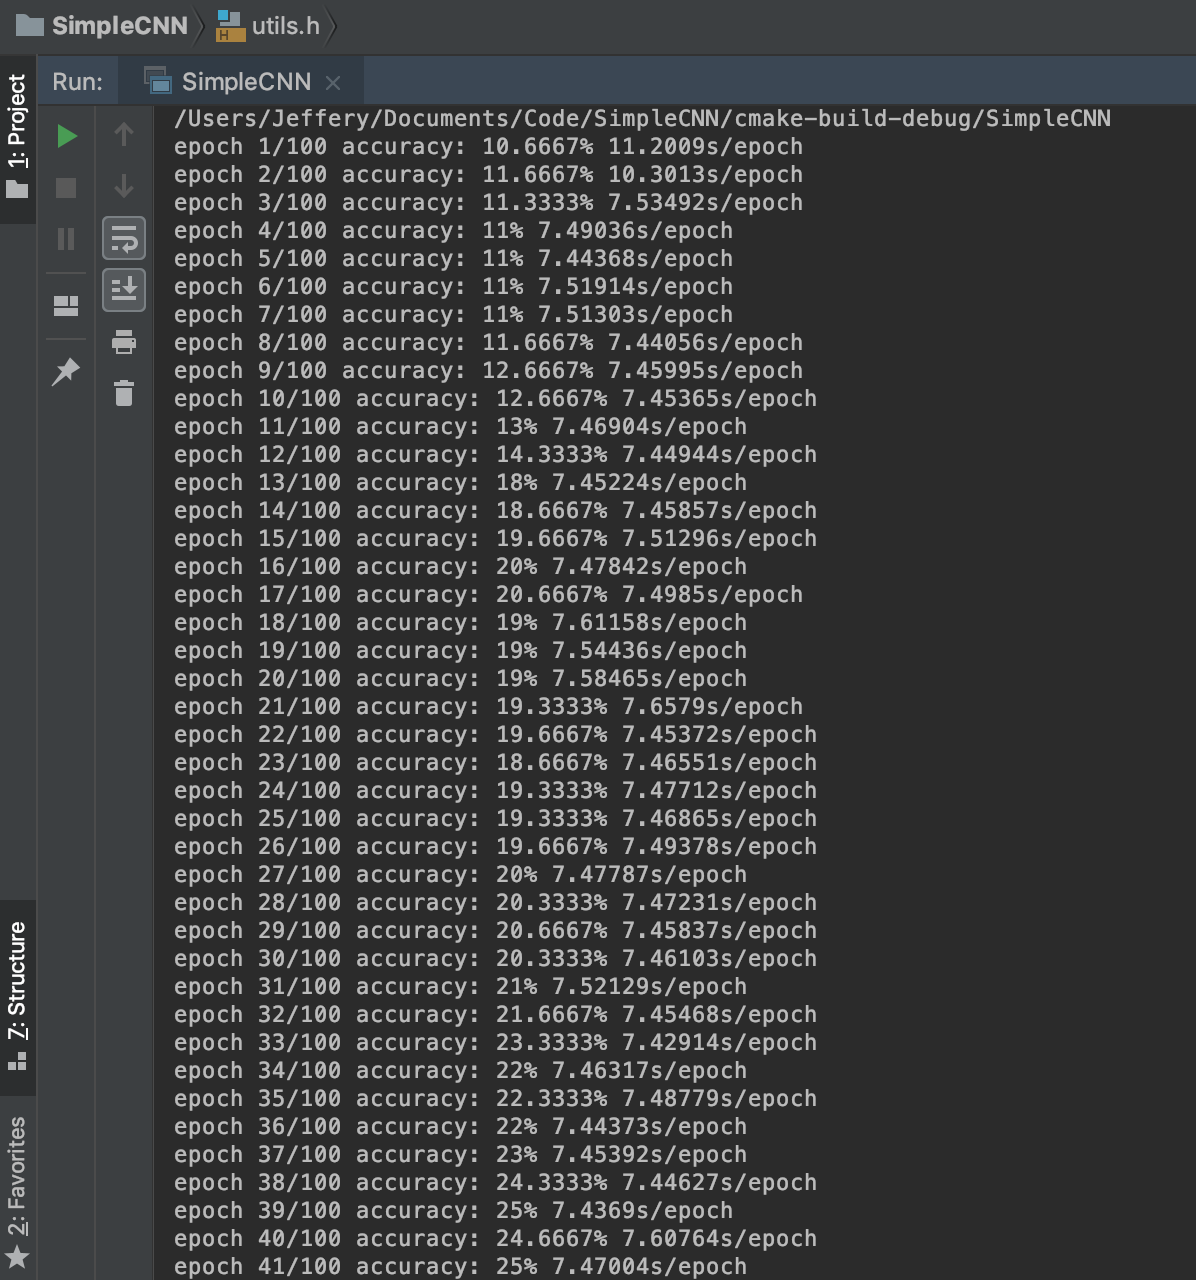 SimpleCNN utils.h
Run: SimpleCNN
1: Project
7: Structure
2: Favorites
/Users/Jeffery/Documents/Code/SimpleCNN/cmake-build-debug/SimpleCNN
epoch 1/100 accuracy: 10.6667% 11.2009s/epoch
epoch 2/100 accuracy: 11.6667% 10.3013s/epoch
epoch 3/100 accuracy: 11.3333% 7.53492s/epoch
epoch 4/100 accuracy: 11% 7.49036s/epoch
epoch 5/100 accuracy: 11% 7.44368s/epoch
epoch 6/100 accuracy: 11% 7.51914s/epoch
epoch 7/100 accuracy: 11% 7.51303s/epoch
epoch 8/100 accuracy: 11.6667% 7.44056s/epoch
epoch 9/100 accuracy: 12.6667% 7.45995s/epoch
epoch 10/100 accuracy: 12.6667% 7.45365s/epoch
epoch 11/100 accuracy: 13% 7.46904s/epoch
epoch 12/100 accuracy: 14.3333% 7.44944s/epoch
epoch 13/100 accuracy: 18% 7.45224s/epoch
epoch 14/100 accuracy: 18.6667% 7.45857s/epoch
epoch 15/100 accuracy: 19.6667% 7.51296s/epoch
epoch 16/100 accuracy: 20% 7.47842s/epoch
epoch 17/100 accuracy: 20.6667% 7.4985s/epoch
epoch 18/100 accuracy: 19% 7.61158s/epoch
epoch 19/100 accuracy: 19% 7.54436s/epoch
epoch 20/100 accuracy: 19% 7.58465s/epoch
epoch 21/100 accuracy: 19.3333% 7.6579s/epoch
epoch 22/100 accuracy: 19.6667% 7.45372s/epoch
epoch 23/100 accuracy: 18.6667% 7.46551s/epoch
epoch 24/100 accuracy: 19.3333% 7.47712s/epoch
epoch 25/100 accuracy: 19.3333% 7.46865s/epoch
epoch 26/100 accuracy: 19.6667% 7.49378s/epoch
epoch 27/100 accuracy: 20% 7.47787s/epoch
epoch 28/100 accuracy: 20.3333% 7.47231s/epoch
epoch 29/100 accuracy: 20.6667% 7.45837s/epoch
epoch 30/100 accuracy: 20.3333% 7.46103s/epoch
epoch 31/100 accuracy: 21% 7.52129s/epoch
epoch 32/100 accuracy: 21.6667% 7.45468s/epoch
epoch 33/100 accuracy: 23.3333% 7.42914s/epoch
epoch 34/100 accuracy: 22% 7.46317s/epoch
epoch 35/100 accuracy: 22.3333% 7.48779s/epoch
epoch 36/100 accuracy: 22% 7.44373s/epoch
epoch 37/100 accuracy: 23% 7.45392s/epoch
epoch 38/100 accuracy: 24.3333% 7.44627s/epoch
epoch 39/100 accuracy: 25% 7.4369s/epoch
epoch 40/100 accuracy: 24.6667% 7.60764s/epoch
epoch 41/100 accuracy: 25% 7.47004s/epoch